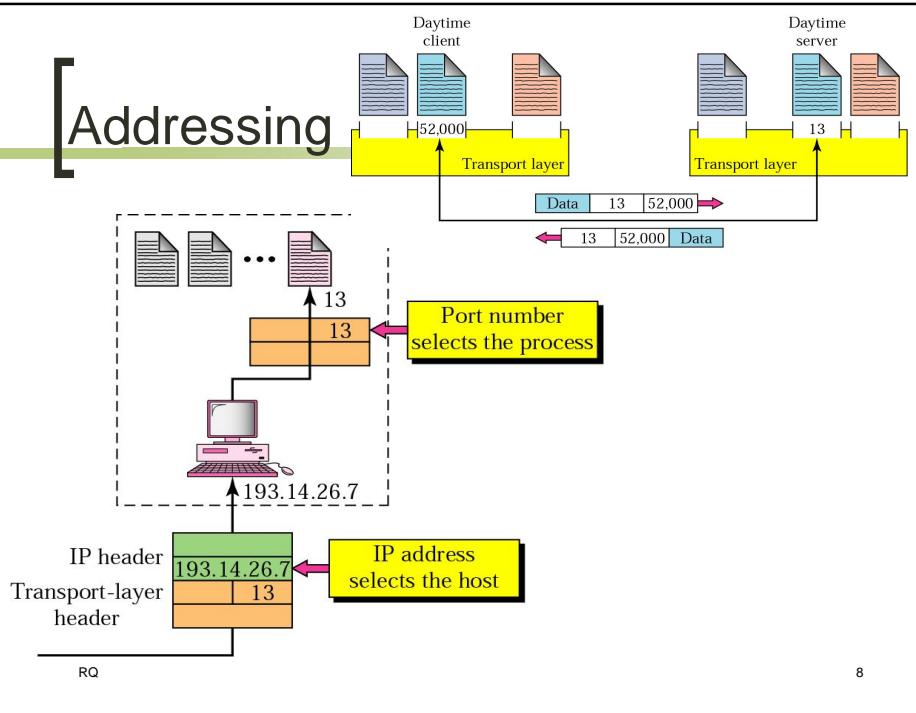 Addressing
Daytime
client
Daytime
server
52,000
13
Transport layer
Transport layer
Data 13 52,000
13 52,000 Data
•••
13
13
Port number
selects the process
193.14.26.7
IP header
193.14.26.7
IP address
selects the host
Transport-layer
header
13
RQ
8